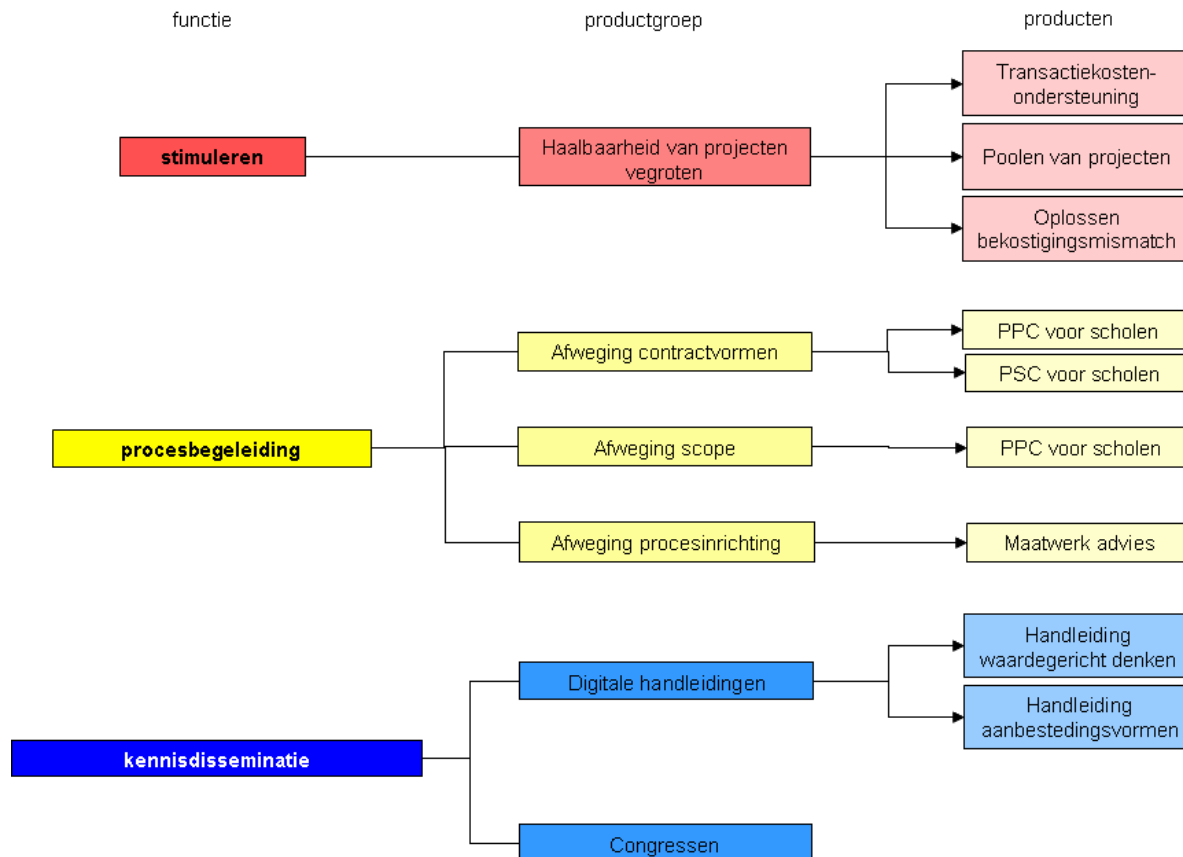 functie
productgroep
producten
stimuleren
Haalbaarheid van projecten
vegroten
Transactiekosten-
ondersteuning
Poolen van projecten
Oplossen
bekostigingsmismatch
procesbegeleiding
Afweging contractvormen
PPC voor scholen
PSC voor scholen
Afweging scope
PPC voor scholen
Afweging procesinrichting
Maatwerk advies
kennisdisseminatie
Digitale handleidingen
Handleiding
waardegericht denken
Handleiding
aanbestedingsvormen
Congressen